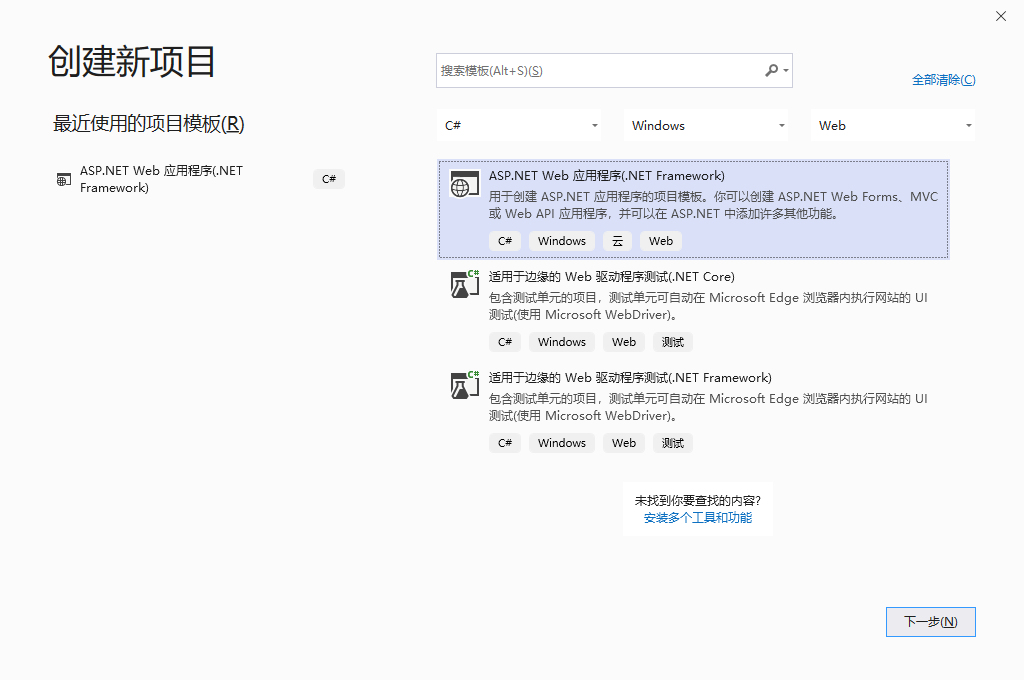 创建新项目
最近使用的项目模板(R)
ASP.NET Web 应用程序(.NET
Framework)
C#
搜索模板(Alt+S)(S)
全部清除(C)
C#
Windows
Web
ASP.NET Web 应用程序(.NET Framework)
用于创建 ASP.NET 应用程序的项目模板。你可以创建 ASP.NET Web Forms、MVC
或 Web API 应用程序，并可以在 ASP.NET 中添加许多其他功能。
C# Windows 云 Web
C#
适用于边缘的 Web 驱动程序测试(.NET Core)
包含测试单元的项目，测试单元可自动在 Microsoft Edge 浏览器内执行网站的 UI
测试(使用 Microsoft WebDriver)。
C# Windows Web 测试
C#
适用于边缘的 Web 驱动程序测试(.NET Framework)
包含测试单元的项目，测试单元可自动在 Microsoft Edge 浏览器内执行网站的 UI
测试(使用 Microsoft WebDriver)。
C# Windows Web 测试
未找到你要查找的内容?
安装多个工具和功能
下一步(N)